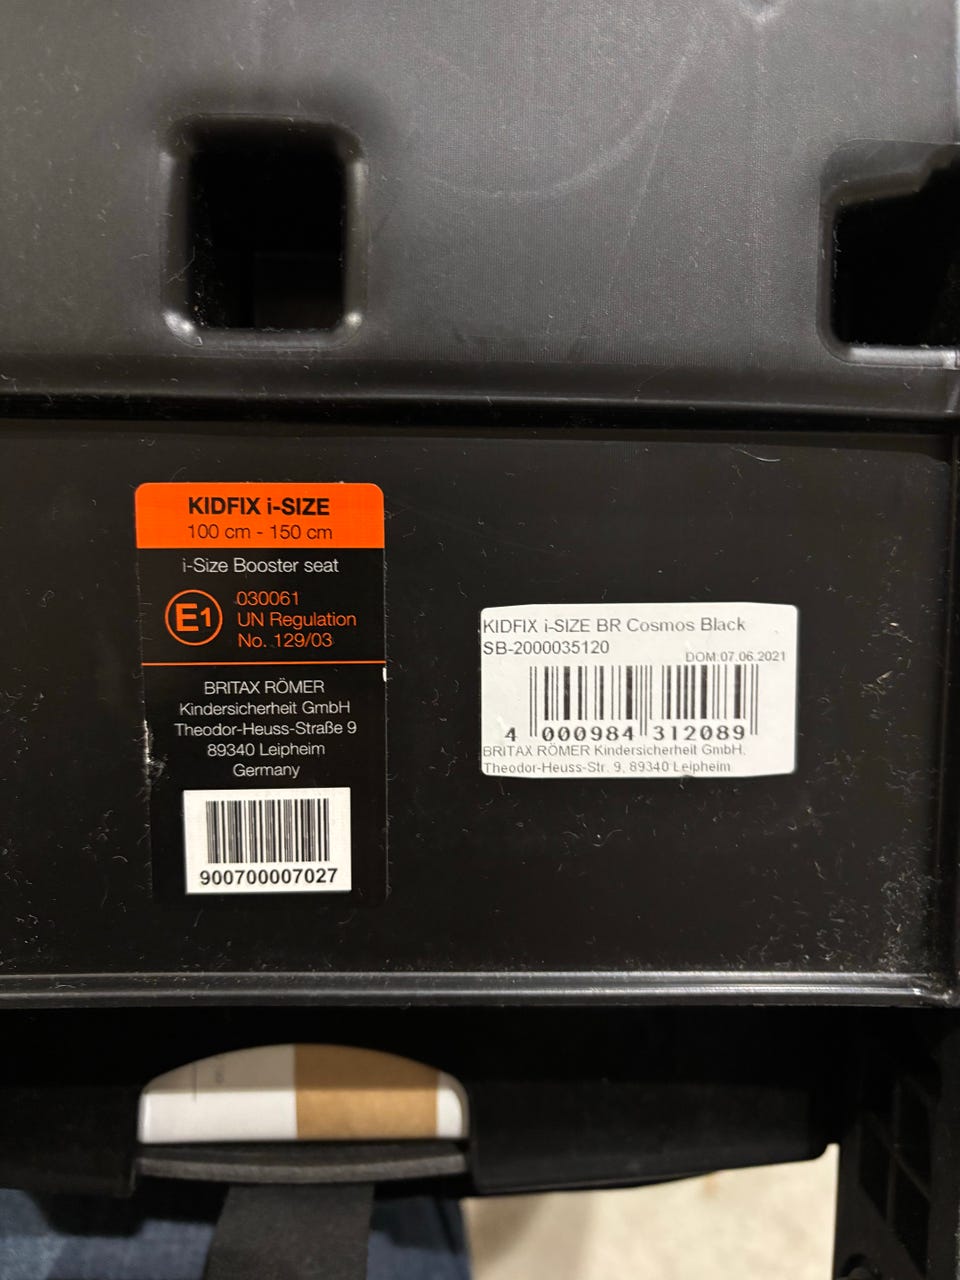 KIDFIX i-SIZE
100 cm - 150 cm
i-Size Booster seat
E1
030061
UN Regulation
No. 129/03
BRITAX RÖMER
Kindersicherheit GmbH
Theodor-Heuss-Straße 9
89340 Leipheim
Germany
900700007027
KIDFIX i-SIZE BR Cosmos Black
SB-2000035120
DOM:07.06.2021
4 000984 312089
BRITAX RÖMER Kindersicherheit GmbH,
Theodor-Heuss-Str. 9, 89340 Leipheim